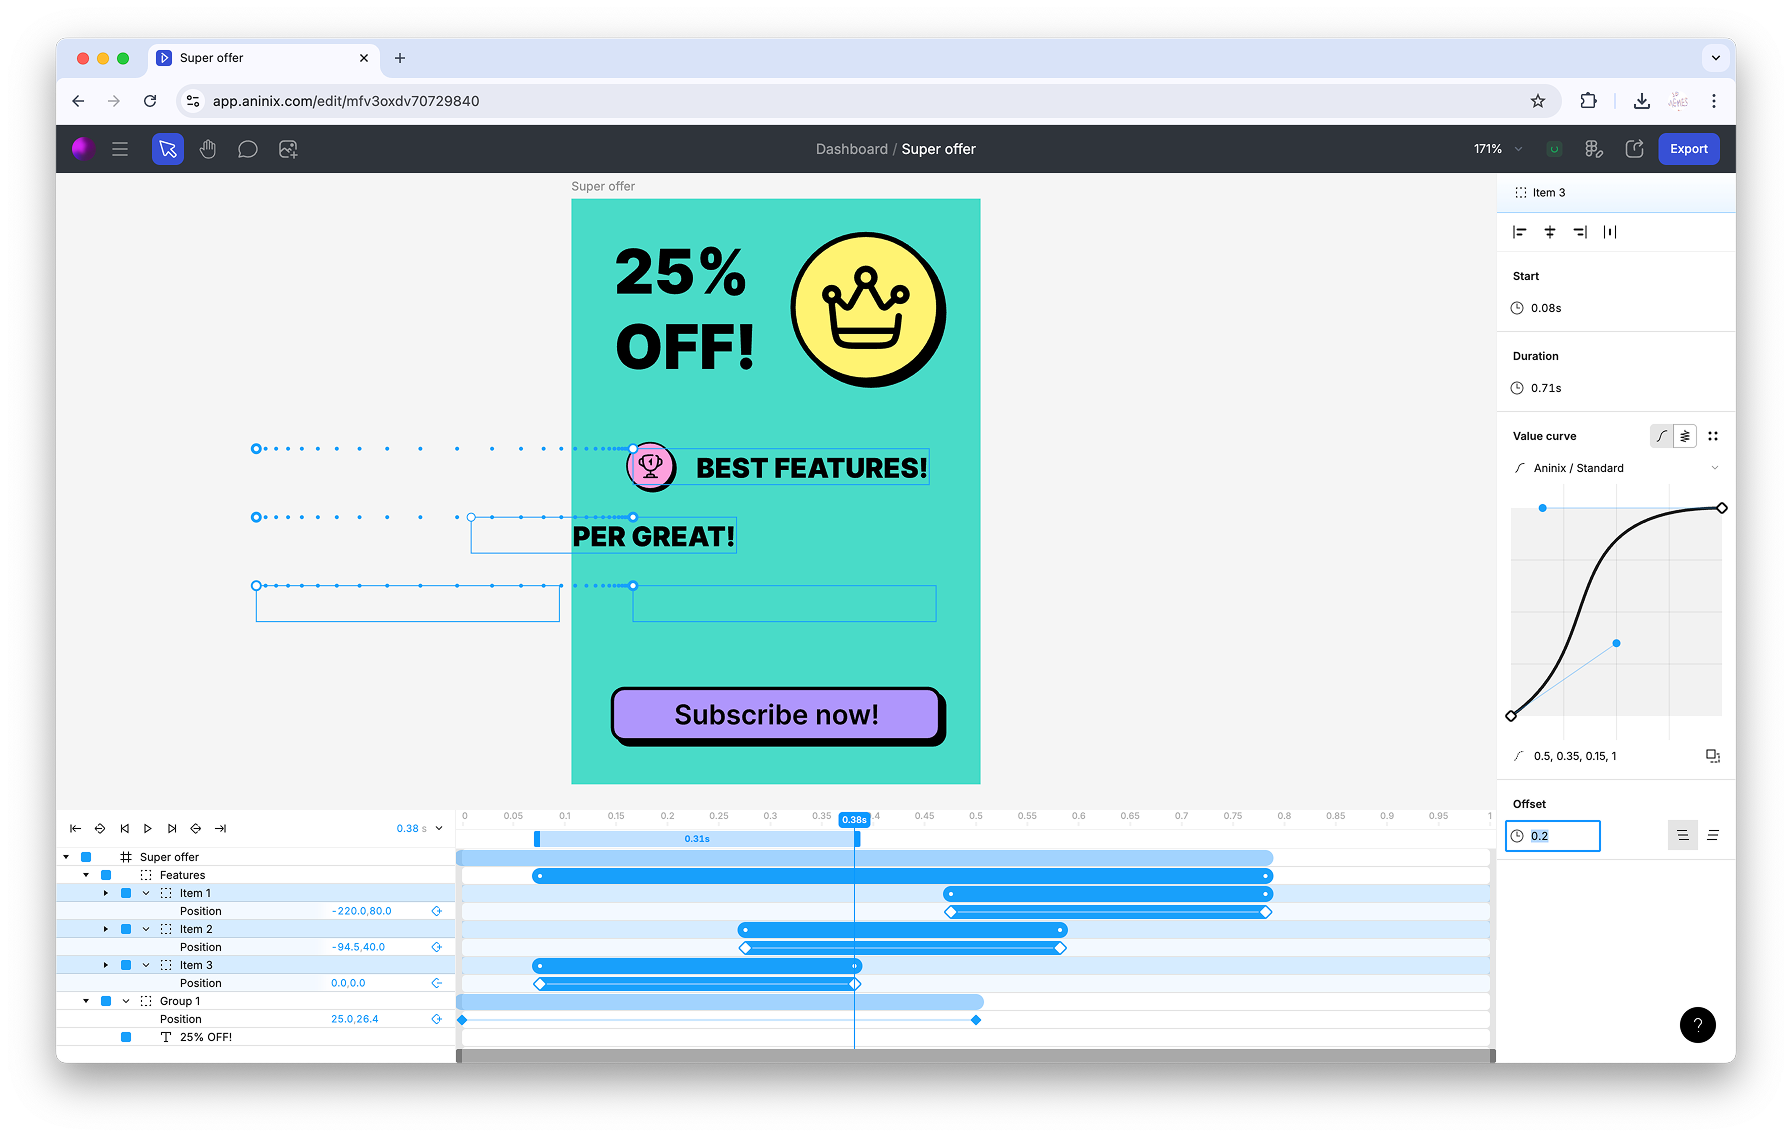 Super offer
app.aninix.com/edit/mfv3oxdv70729840
Dashboard / Super offer
171%
Export
Super offer
25%
OFF!
BEST FEATURES!
PER GREAT!
Subscribe now!
Item 3
Start
0.08s
Duration
0.71s
Value curve
Aninix / Standard
0.5, 0.35, 0.15, 1
Offset
0.2
?
0.38 s
0 0.05 0.1 0.15 0.2 0.25 0.3 0.35 0.38s .4 0.45 0.5 0.55 0.6 0.65 0.7 0.75 0.8 0.85 0.9 0.95 1
0.31s
Super offer
Features
Item 1
Position -220.0,80.0
Item 2
Position -94.5,40.0
Item 3
Position 0.0,0.0
Group 1
Position 25.0,26.4
T 25% OFF!